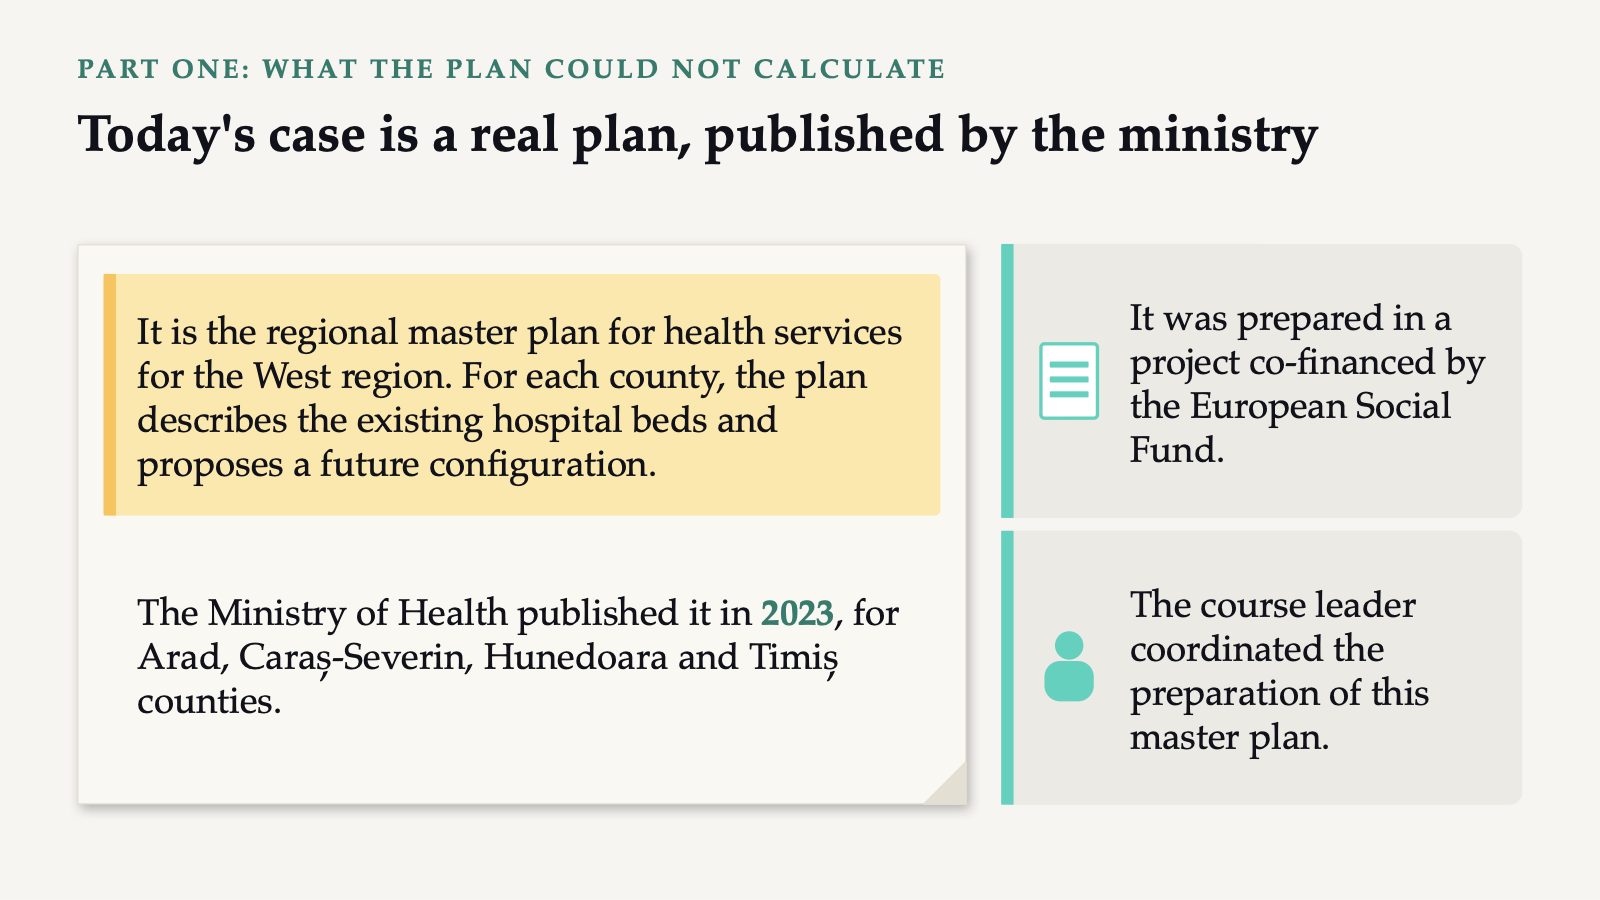 PART ONE: WHAT THE PLAN COULD NOT CALCULATE
Today's case is a real plan, published by the ministry
It is the regional master plan for health services
for the West region. For each county, the plan
describes the existing hospital beds and
proposes a future configuration.
The Ministry of Health published it in 2023, for
Arad, Caraș-Severin, Hunedoara and Timiș
counties.
It was prepared in a
project co-financed by
the European Social
Fund.
The course leader
coordinated the
preparation of this
master plan.